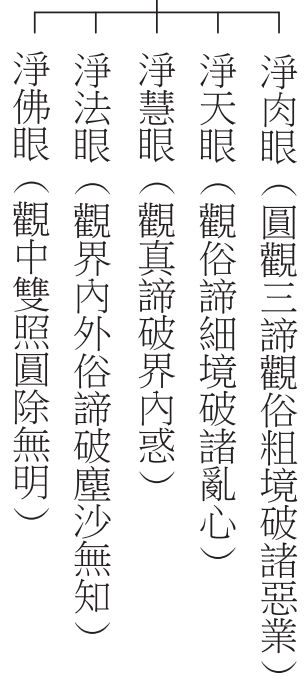 淨肉眼（圓觀三諦觀俗粗境破諸惡業）
淨天眼（觀俗諦細境破諸亂心）
淨慧眼（觀真諦破界內惑）
淨法眼（觀界內外俗諦破塵沙無知）
淨佛眼（觀中雙照圓除無明）